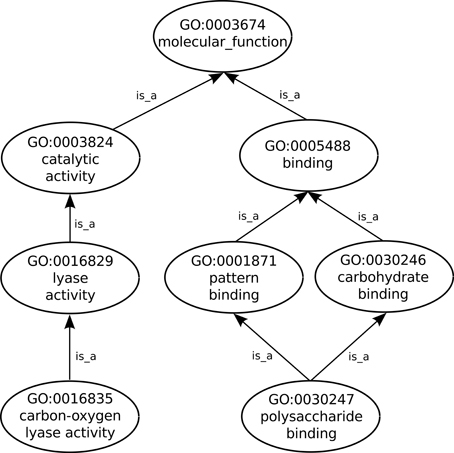 GO:0003674
molecular_function
is_a
is_a
GO:0003824
catalytic
activity
GO:0005488
binding
is_a
is_a
is_a
GO:0016829
lyase
activity
GO:0001871
pattern
binding
GO:0030246
carbohydrate
binding
is_a
is_a
is_a
GO:0016835
carbon-oxygen
lyase activity
GO:0030247
polysaccharide
binding